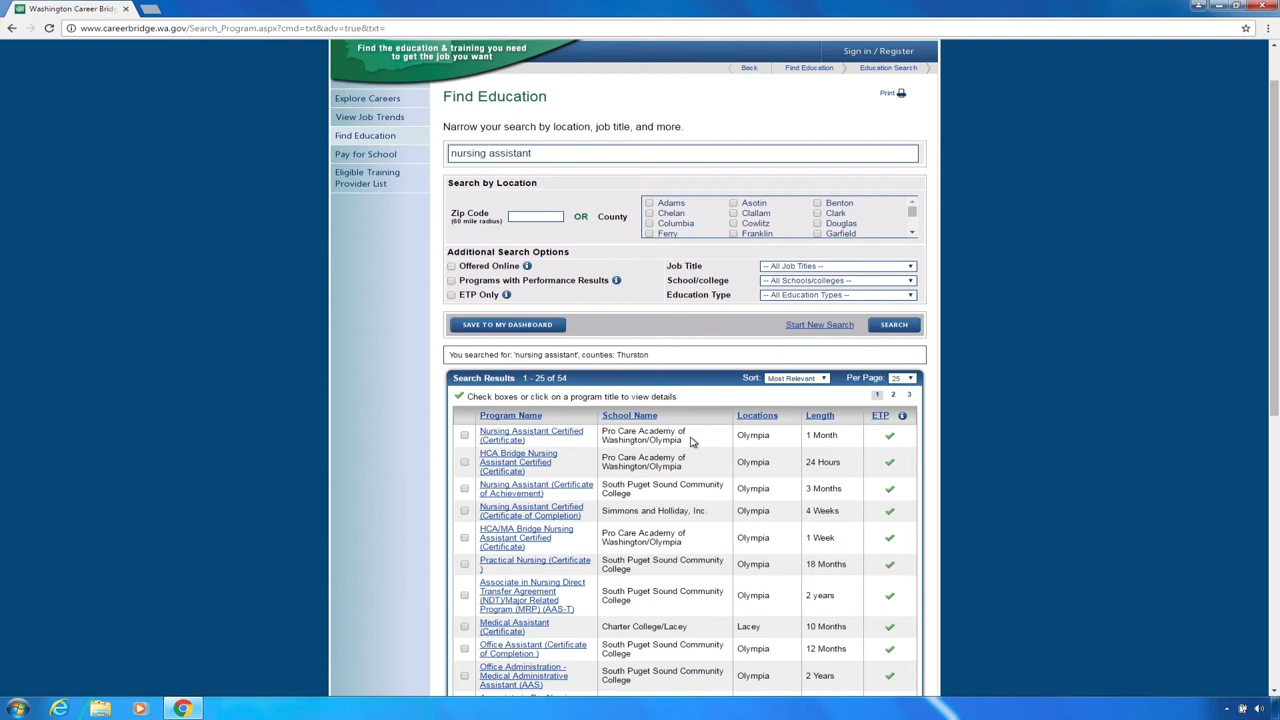 Washington Career Brid
www.careerbridge.wa.gov/Search_Program.aspx?cmd=txt&adv=true&txt=
Find the education & training you need
to get the job you want
Sign in / Register
Back
Find Education
Education Search
Explore Careers
View Job Trends
Find Education
Pay for School
Eligible Training
Provider List
Find Education
Print
Narrow your search by location, job title, and more.
nursing assistant
Search by Location
Zip Code
(60 mile radius)
OR
County
Adams
Asotin
Benton
Chelan
Clallam
Clark
Columbia
Cowlitz
Douglas
Ferry
Franklin
Garfield
Additional Search Options
Offered Online
Job Title
-- All Job Titles --
Programs with Performance Results
School/college
-- All Schools/colleges --
ETP Only
Education Type
-- All Education Types --
SAVE TO MY DASHBOARD
Start New Search
SEARCH
You searched for: 'nursing assistant', counties: Thurston
Search Results 1 - 25 of 54
Sort: Most Relevant
Per Page: 25
Check boxes or click on a program title to view details
1 2 3
Program Name
School Name
Locations
Length
ETP
Nursing Assistant Certified
(Certificate)
Pro Care Academy of
Washington/Olympia
Olympia
1 Month
HCA Bridge Nursing
Assistant Certified
(Certificate)
Pro Care Academy of
Washington/Olympia
Olympia
24 Hours
Nursing Assistant (Certificate
of Achievement)
South Puget Sound Community
College
Olympia
3 Months
Nursing Assistant Certified
(Certificate of Completion)
Simmons and Holliday, Inc.
Olympia
4 Weeks
HCA/MA Bridge Nursing
Assistant Certified
(Certificate)
Pro Care Academy of
Washington/Olympia
Olympia
1 Week
Practical Nursing (Certificate
)
South Puget Sound Community
College
Olympia
18 Months
Associate in Nursing Direct
Transfer Agreement
(NDT)/Major Related
Program (MRP) (AAS-T)
South Puget Sound Community
College
Olympia
2 years
Medical Assistant
(Certificate)
Charter College/Lacey
Lacey
10 Months
Office Assistant (Certificate
of Completion )
South Puget Sound Community
College
Olympia
12 Months
Office Administration -
Medical Administrative
Assistant (AAS)
South Puget Sound Community
College
Olympia
2 Years